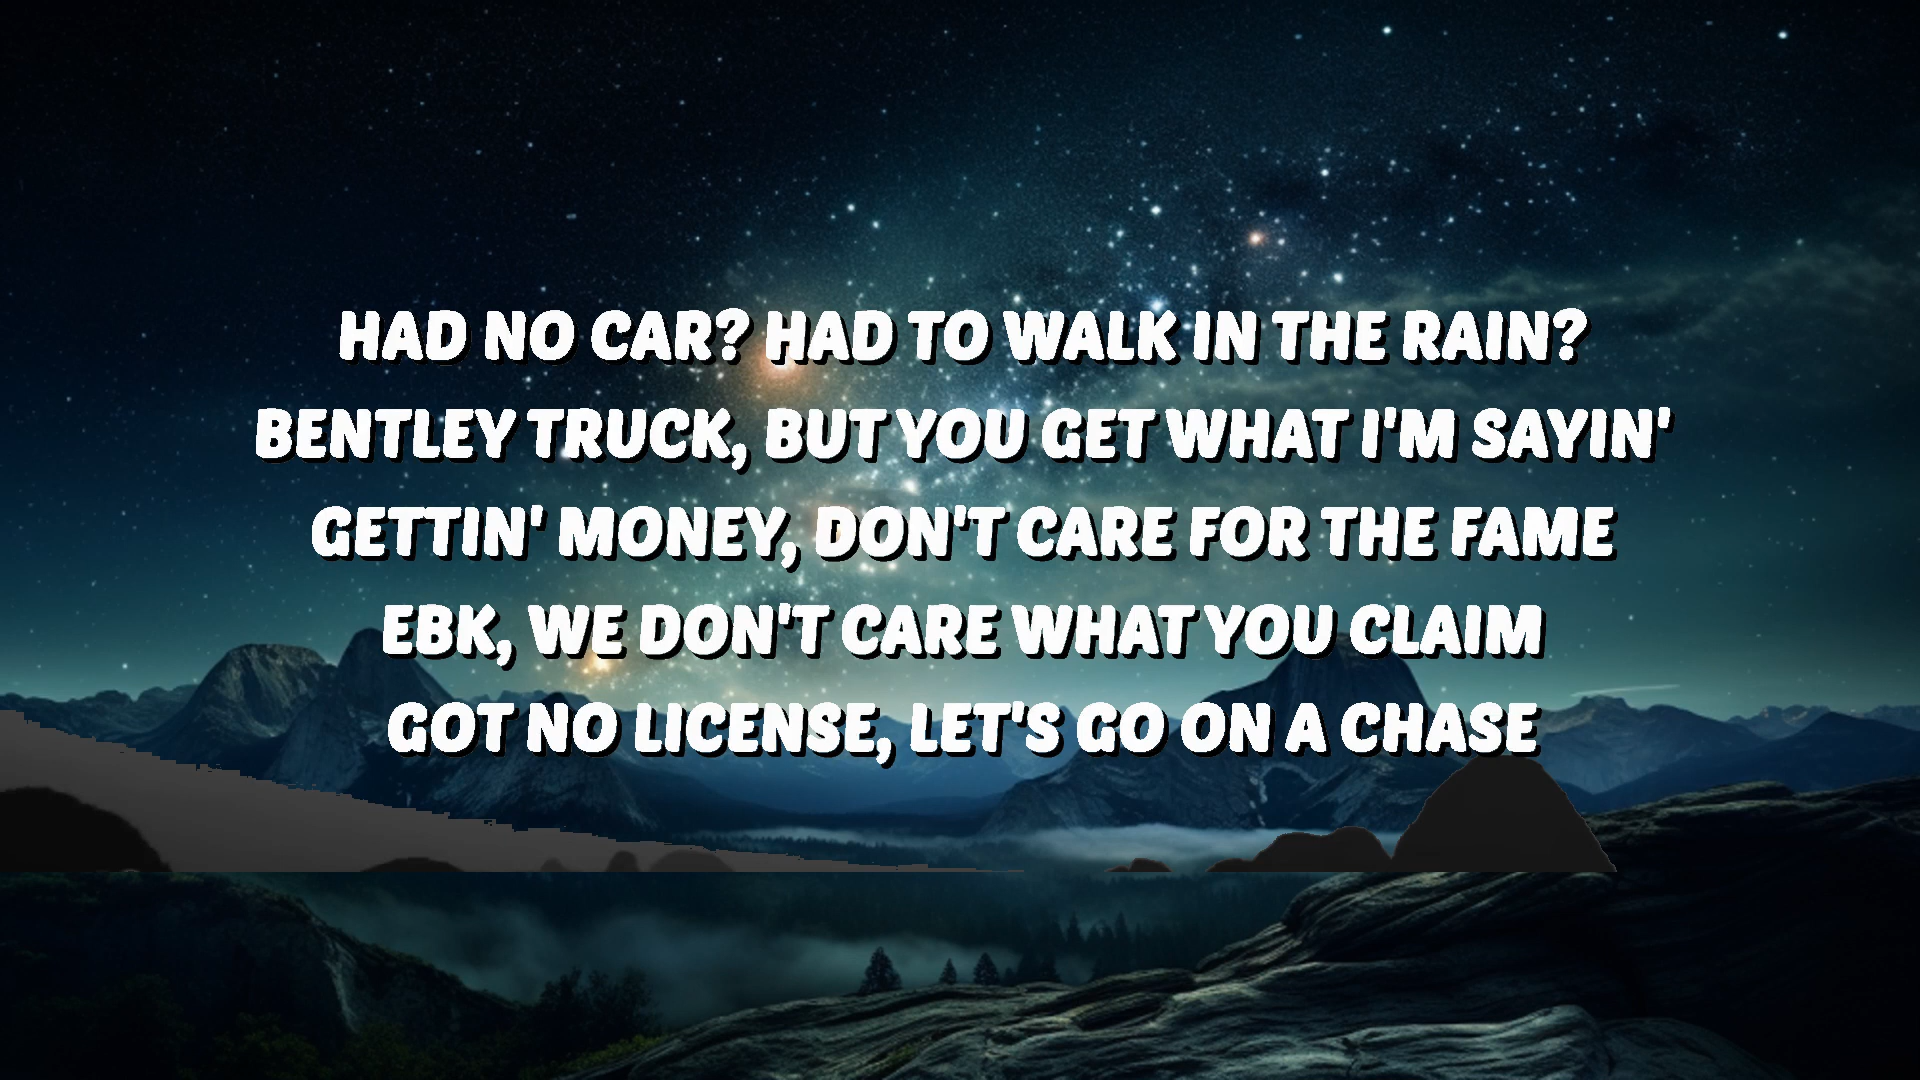 HAD NO CAR? HAD TO WALK IN THE RAIN?
BENTLEY TRUCK, BUT YOU GET WHAT I'M SAYIN'
GETTIN' MONEY, DON'T CARE FOR THE FAME
EBK, WE DON'T CARE WHAT YOU CLAIM
GOT NO LICENSE, LET'S GO ON A CHASE